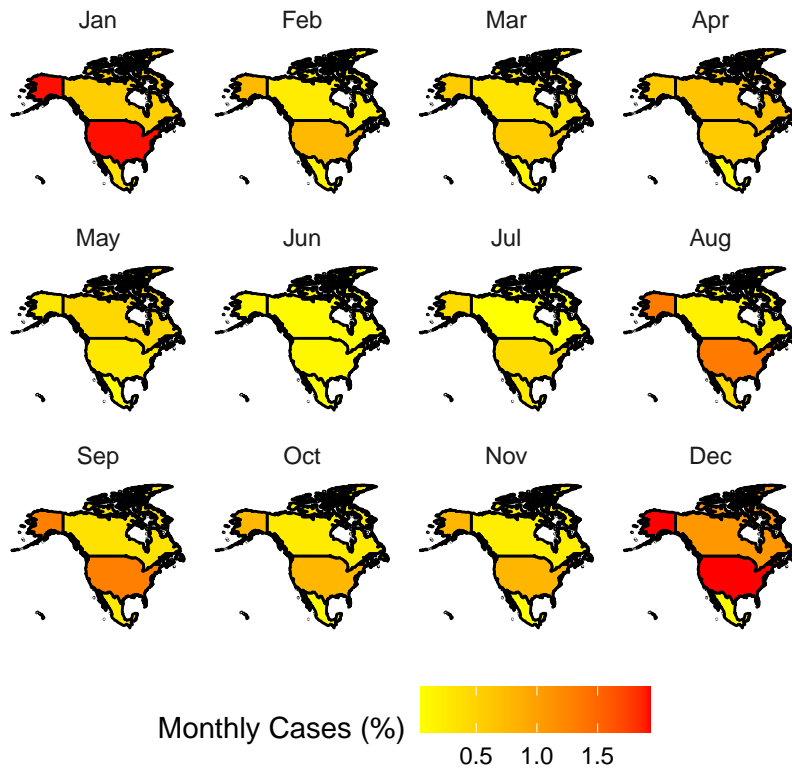 Jan Feb Mar Apr
May Jun Jul Aug
Sep Oct Nov Dec
Monthly Cases (%)
0.5 1.0 1.5